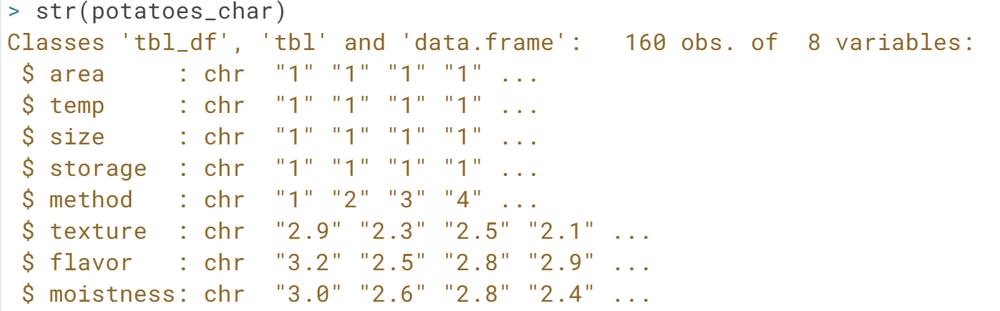 > str(potatoes_char)
Classes 'tbl_df', 'tbl' and 'data.frame':   160 obs. of  8 variables:
 $ area     : chr  "1" "1" "1" "1" ...
 $ temp     : chr  "1" "1" "1" "1" ...
 $ size     : chr  "1" "1" "1" "1" ...
 $ storage  : chr  "1" "1" "1" "1" ...
 $ method   : chr  "1" "2" "3" "4" ...
 $ texture  : chr  "2.9" "2.3" "2.5" "2.1" ...
 $ flavor   : chr  "3.2" "2.5" "2.8" "2.9" ...
 $ moistness: chr  "3.0" "2.6" "2.8" "2.4" ...